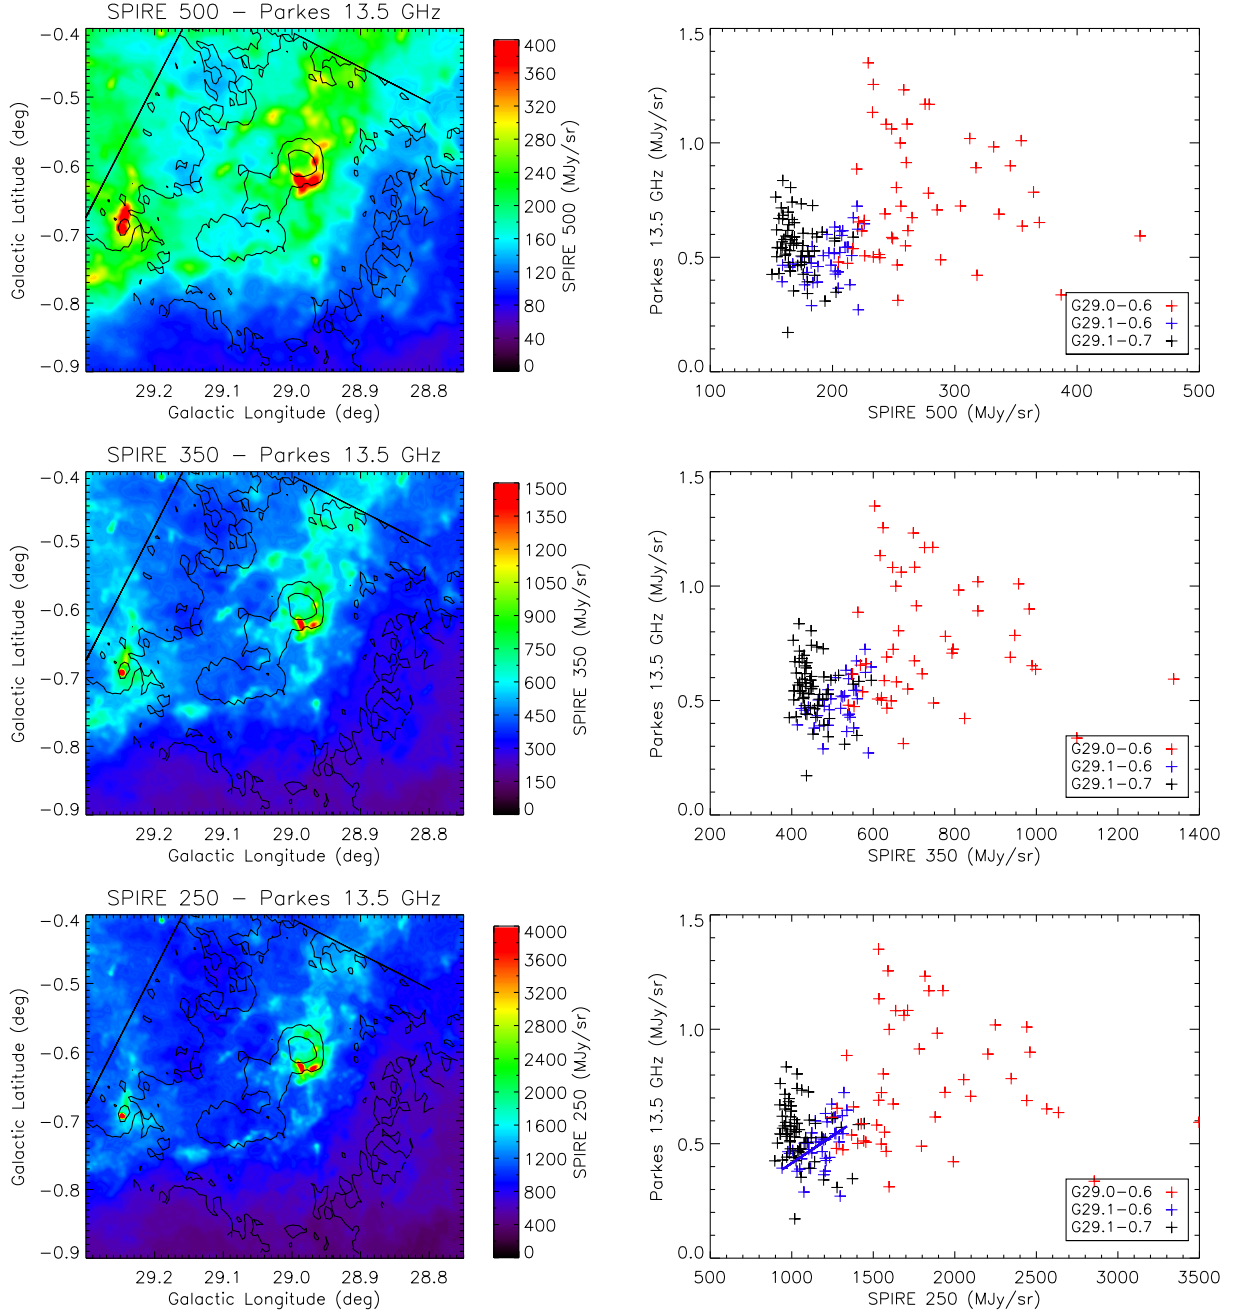 SPIRE 500 − Parkes 13.5 GHz
−0.4
−0.5
−0.6
−0.7
−0.8
−0.9
Galactic Latitude (deg)
29.2 29.1 29.0 28.9 28.8
Galactic Longitude (deg)
400
360
320
280
240
200
160
120
80
40
0
SPIRE 500 (MJy/sr)
1.5
1.0
0.5
0.0
Parkes 13.5 GHz (MJy/sr)
100 200 300 400 500
SPIRE 500 (MJy/sr)
G29.0−0.6
G29.1−0.6
G29.1−0.7
SPIRE 350 − Parkes 13.5 GHz
−0.4
−0.5
−0.6
−0.7
−0.8
−0.9
Galactic Latitude (deg)
29.2 29.1 29.0 28.9 28.8
Galactic Longitude (deg)
1500
1350
1200
1050
900
750
600
450
300
150
0
SPIRE 350 (MJy/sr)
1.5
1.0
0.5
0.0
Parkes 13.5 GHz (MJy/sr)
200 400 600 800 1000 1200 1400
SPIRE 350 (MJy/sr)
G29.0−0.6
G29.1−0.6
G29.1−0.7
SPIRE 250 − Parkes 13.5 GHz
−0.4
−0.5
−0.6
−0.7
−0.8
−0.9
Galactic Latitude (deg)
29.2 29.1 29.0 28.9 28.8
Galactic Longitude (deg)
4000
3600
3200
2800
2400
2000
1600
1200
800
400
0
SPIRE 250 (MJy/sr)
1.5
1.0
0.5
0.0
Parkes 13.5 GHz (MJy/sr)
500 1000 1500 2000 2500 3000 3500
SPIRE 250 (MJy/sr)
G29.0−0.6
G29.1−0.6
G29.1−0.7